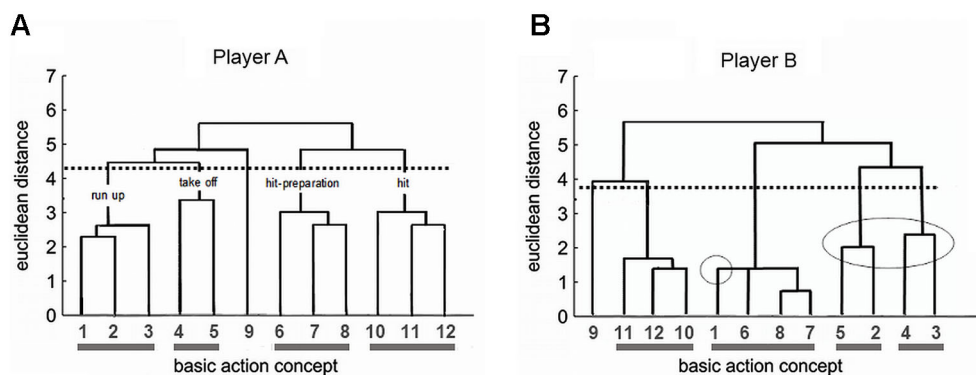 A
Player A
7
6
5
4
3
2
1
0
euclidean distance
run up
take off
hit-preparation
hit
1 2 3 4 5 9 6 7 8 10 11 12
basic action concept
B
Player B
7
6
5
4
3
2
1
0
euclidean distance
9 11 12 10 1 6 8 7 5 2 4 3
basic action concept